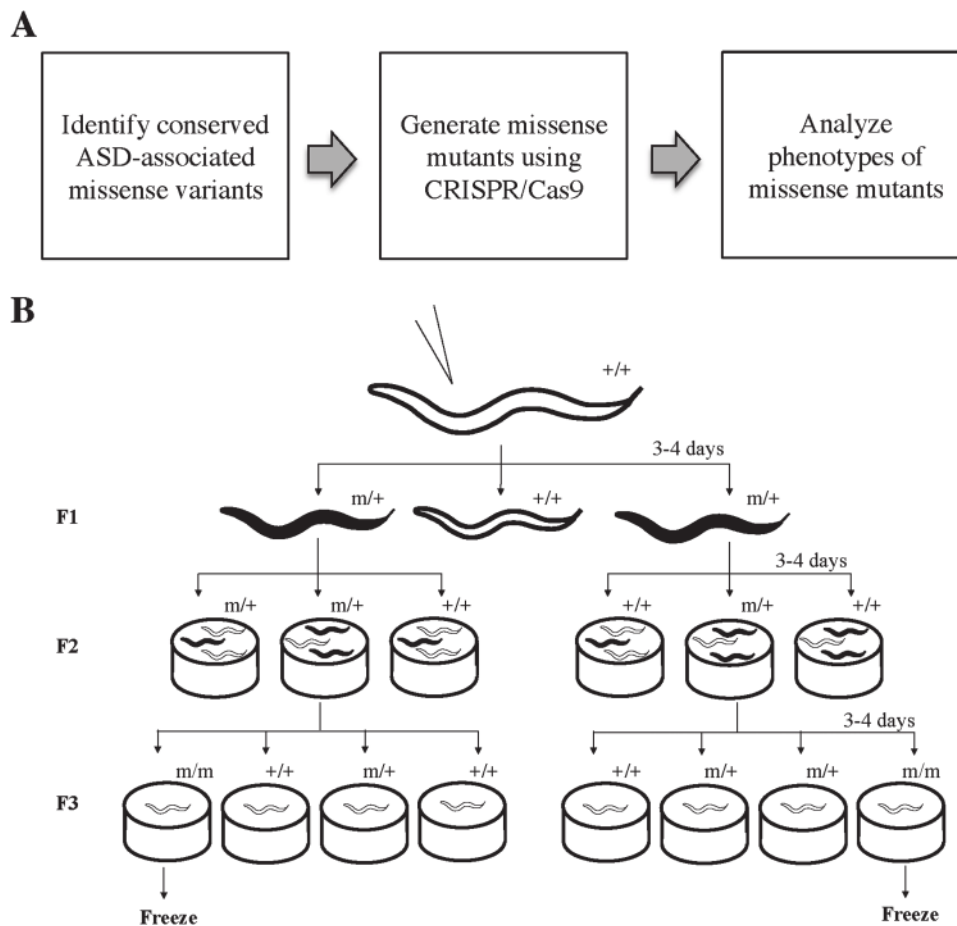 A
Identify conserved
ASD-associated
missense variants
Generate missense
mutants using
CRISPR/Cas9
Analyze
phenotypes of
missense mutants
B
+/+
3-4 days
F1
m/+
+/+
m/+
3-4 days
F2
m/+
m/+
+/+
+/+
m/+
+/+
3-4 days
F3
m/m
+/+
m/+
+/+
+/+
m/+
m/+
m/m
Freeze
Freeze